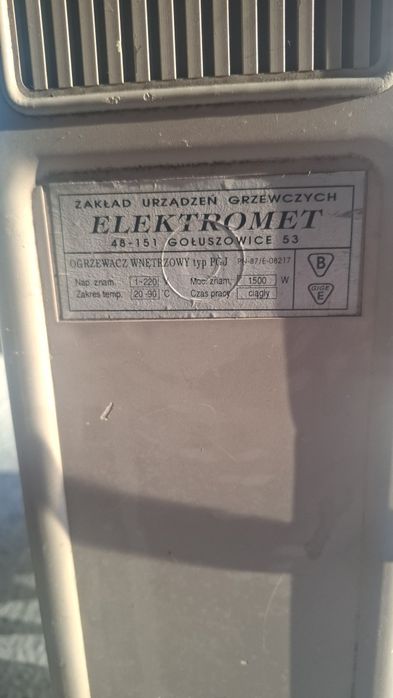 ZAKŁAD URZĄDZEŃ GRZEWCZYCH
ELEKTROMET
48-151 GOŁUSZOWICE 53
OGRZEWACZ WNĘTRZOWY typ PGJ PN-87/E-08217
Nap. znam. 1~220 Moc. znam. 1500 W
Zakres temp. 20-90 °C Czas pracy ciągły
B
E